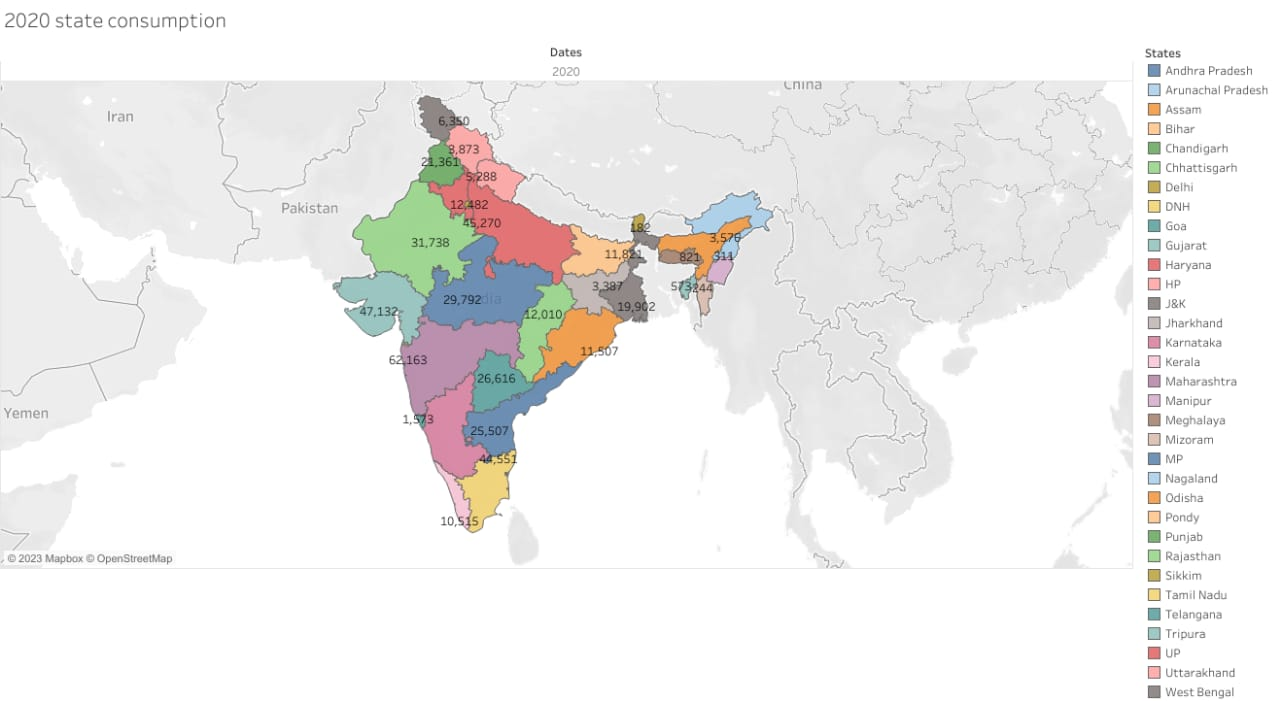 2020 state consumption
Dates
2020
States
Andhra Pradesh
Arunachal Pradesh
Assam
Bihar
Chandigarh
Chhattisgarh
Delhi
DNH
Goa
Gujarat
Haryana
HP
J&K
Jharkhand
Karnataka
Kerala
Maharashtra
Manipur
Meghalaya
Mizoram
MP
Nagaland
Odisha
Pondy
Punjab
Rajasthan
Sikkim
Tamil Nadu
Telangana
Tripura
UP
Uttarakhand
West Bengal
China
Iran
6,350
3,873
21,361
5,288
Pakistan
12,482
45,270
182
31,738
3,576
11,821
821
311
3,387
573
244
29,792
47,132
19,902
12,010
11,507
62,163
26,616
Yemen
1,573
25,507
44,551
10,515
© 2023 Mapbox © OpenStreetMap